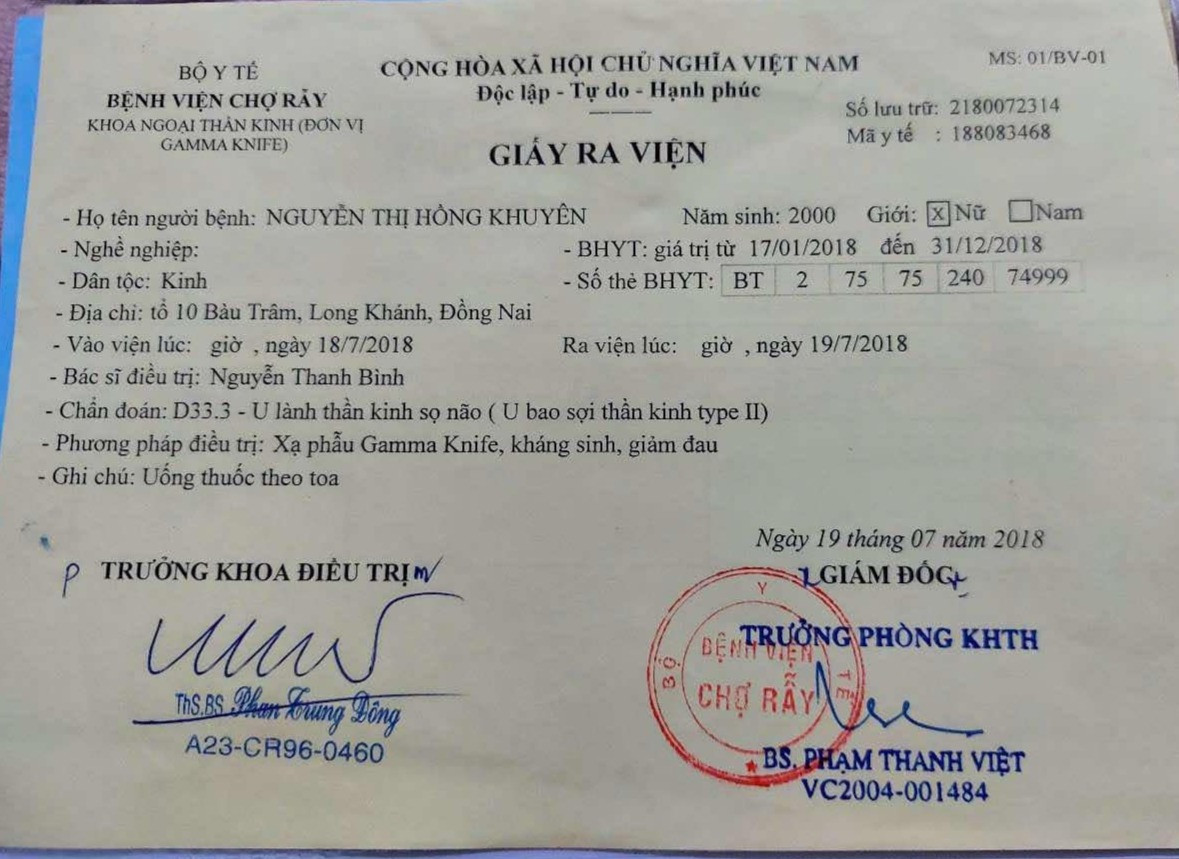 BỘ Y TẾ
BỆNH VIỆN CHỢ RẪY
KHOA NGOẠI THẦN KINH (ĐƠN VỊ
GAMMA KNIFE)
CỘNG HÒA XÃ HỘI CHỦ NGHĨA VIỆT NAM
Độc lập - Tự do - Hạnh phúc
MS: 01/BV-01
Số lưu trữ: 2180072314
Mã y tế : 188083468
GIẤY RA VIỆN
- Họ tên người bệnh: NGUYỄN THỊ HỒNG KHUYÊN Năm sinh: 2000 Giới: [X] Nữ [ ] Nam
- Nghề nghiệp: - BHYT: giá trị từ 17/01/2018 đến 31/12/2018
- Dân tộc: Kinh - Số thẻ BHYT: BT 2 75 75 240 74999
- Địa chỉ: tổ 10 Bàu Trâm, Long Khánh, Đồng Nai
- Vào viện lúc: giờ , ngày 18/7/2018 Ra viện lúc: giờ , ngày 19/7/2018
- Bác sĩ điều trị: Nguyễn Thanh Bình
- Chẩn đoán: D33.3 - U lành thần kinh sọ não ( U bao sợi thần kinh type II)
- Phương pháp điều trị: Xạ phẫu Gamma Knife, kháng sinh, giảm đau
- Ghi chú: Uống thuốc theo toa
Ngày 19 tháng 07 năm 2018
P TRƯỞNG KHOA ĐIỀU TRỊ
GIÁM ĐỐC
TRƯỞNG PHÒNG KHTH
BỘ Y TẾ
BỆNH VIỆN
CHỢ RẪY
ThS.BS Phan Trung Đông
A23-CR96-0460
BS. PHẠM THANH VIỆT
VC2004-001484